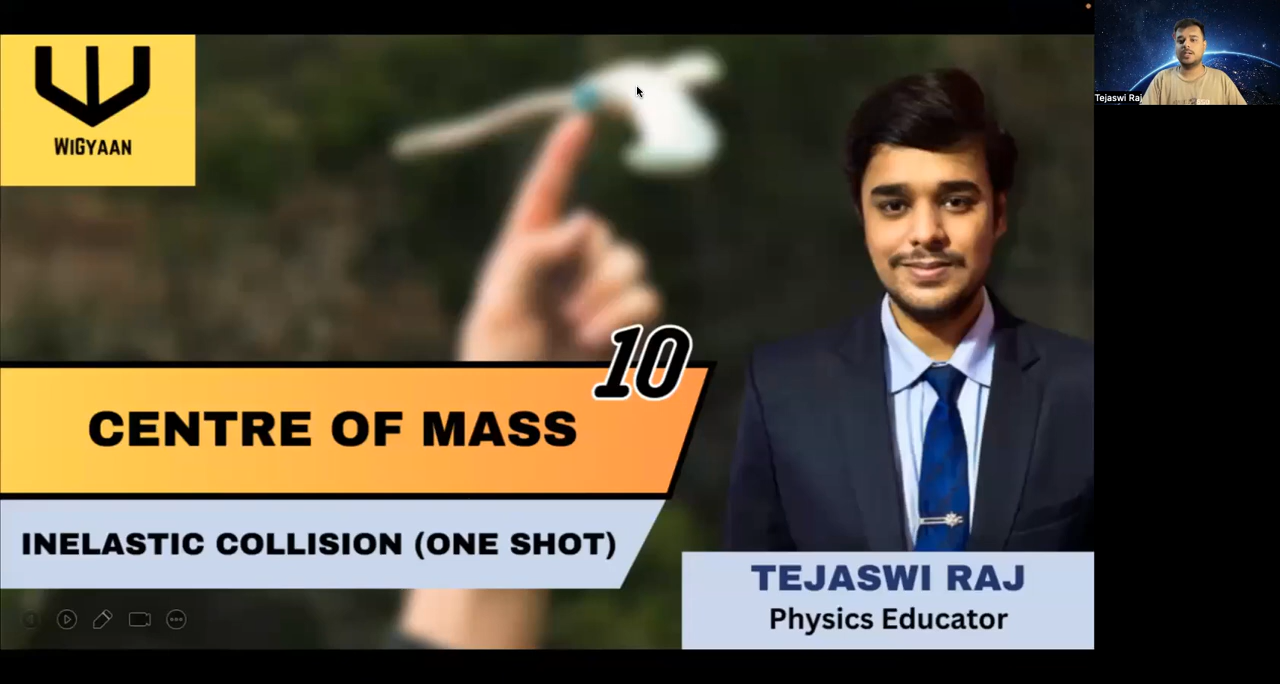 WIGYAAN
10
CENTRE OF MASS
INELASTIC COLLISION (ONE SHOT)
TEJASWI RAJ
Physics Educator
Tejaswi Raj